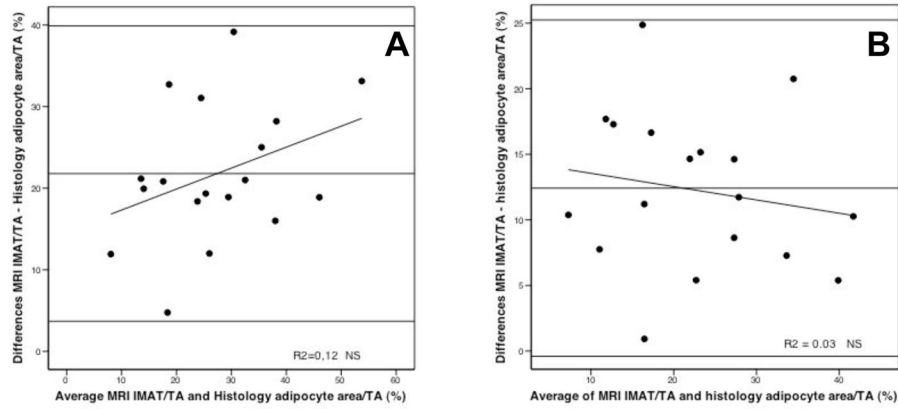 A
Differences MRI IMAT/TA - Histology adipocyte area/TA (%)
40
30
20
10
0
R2=0,12 NS
0 10 20 30 40 50 60
Average MRI IMAT/TA and Histology adipocyte area/TA (%)
B
Differences MRI IMAT/TA - histology adipocyte area/TA (%)
25
20
15
10
5
0
R2 = 0.03 NS
10 20 30 40
Average of MRI IMAT/TA and histology adipocyte area/TA (%)